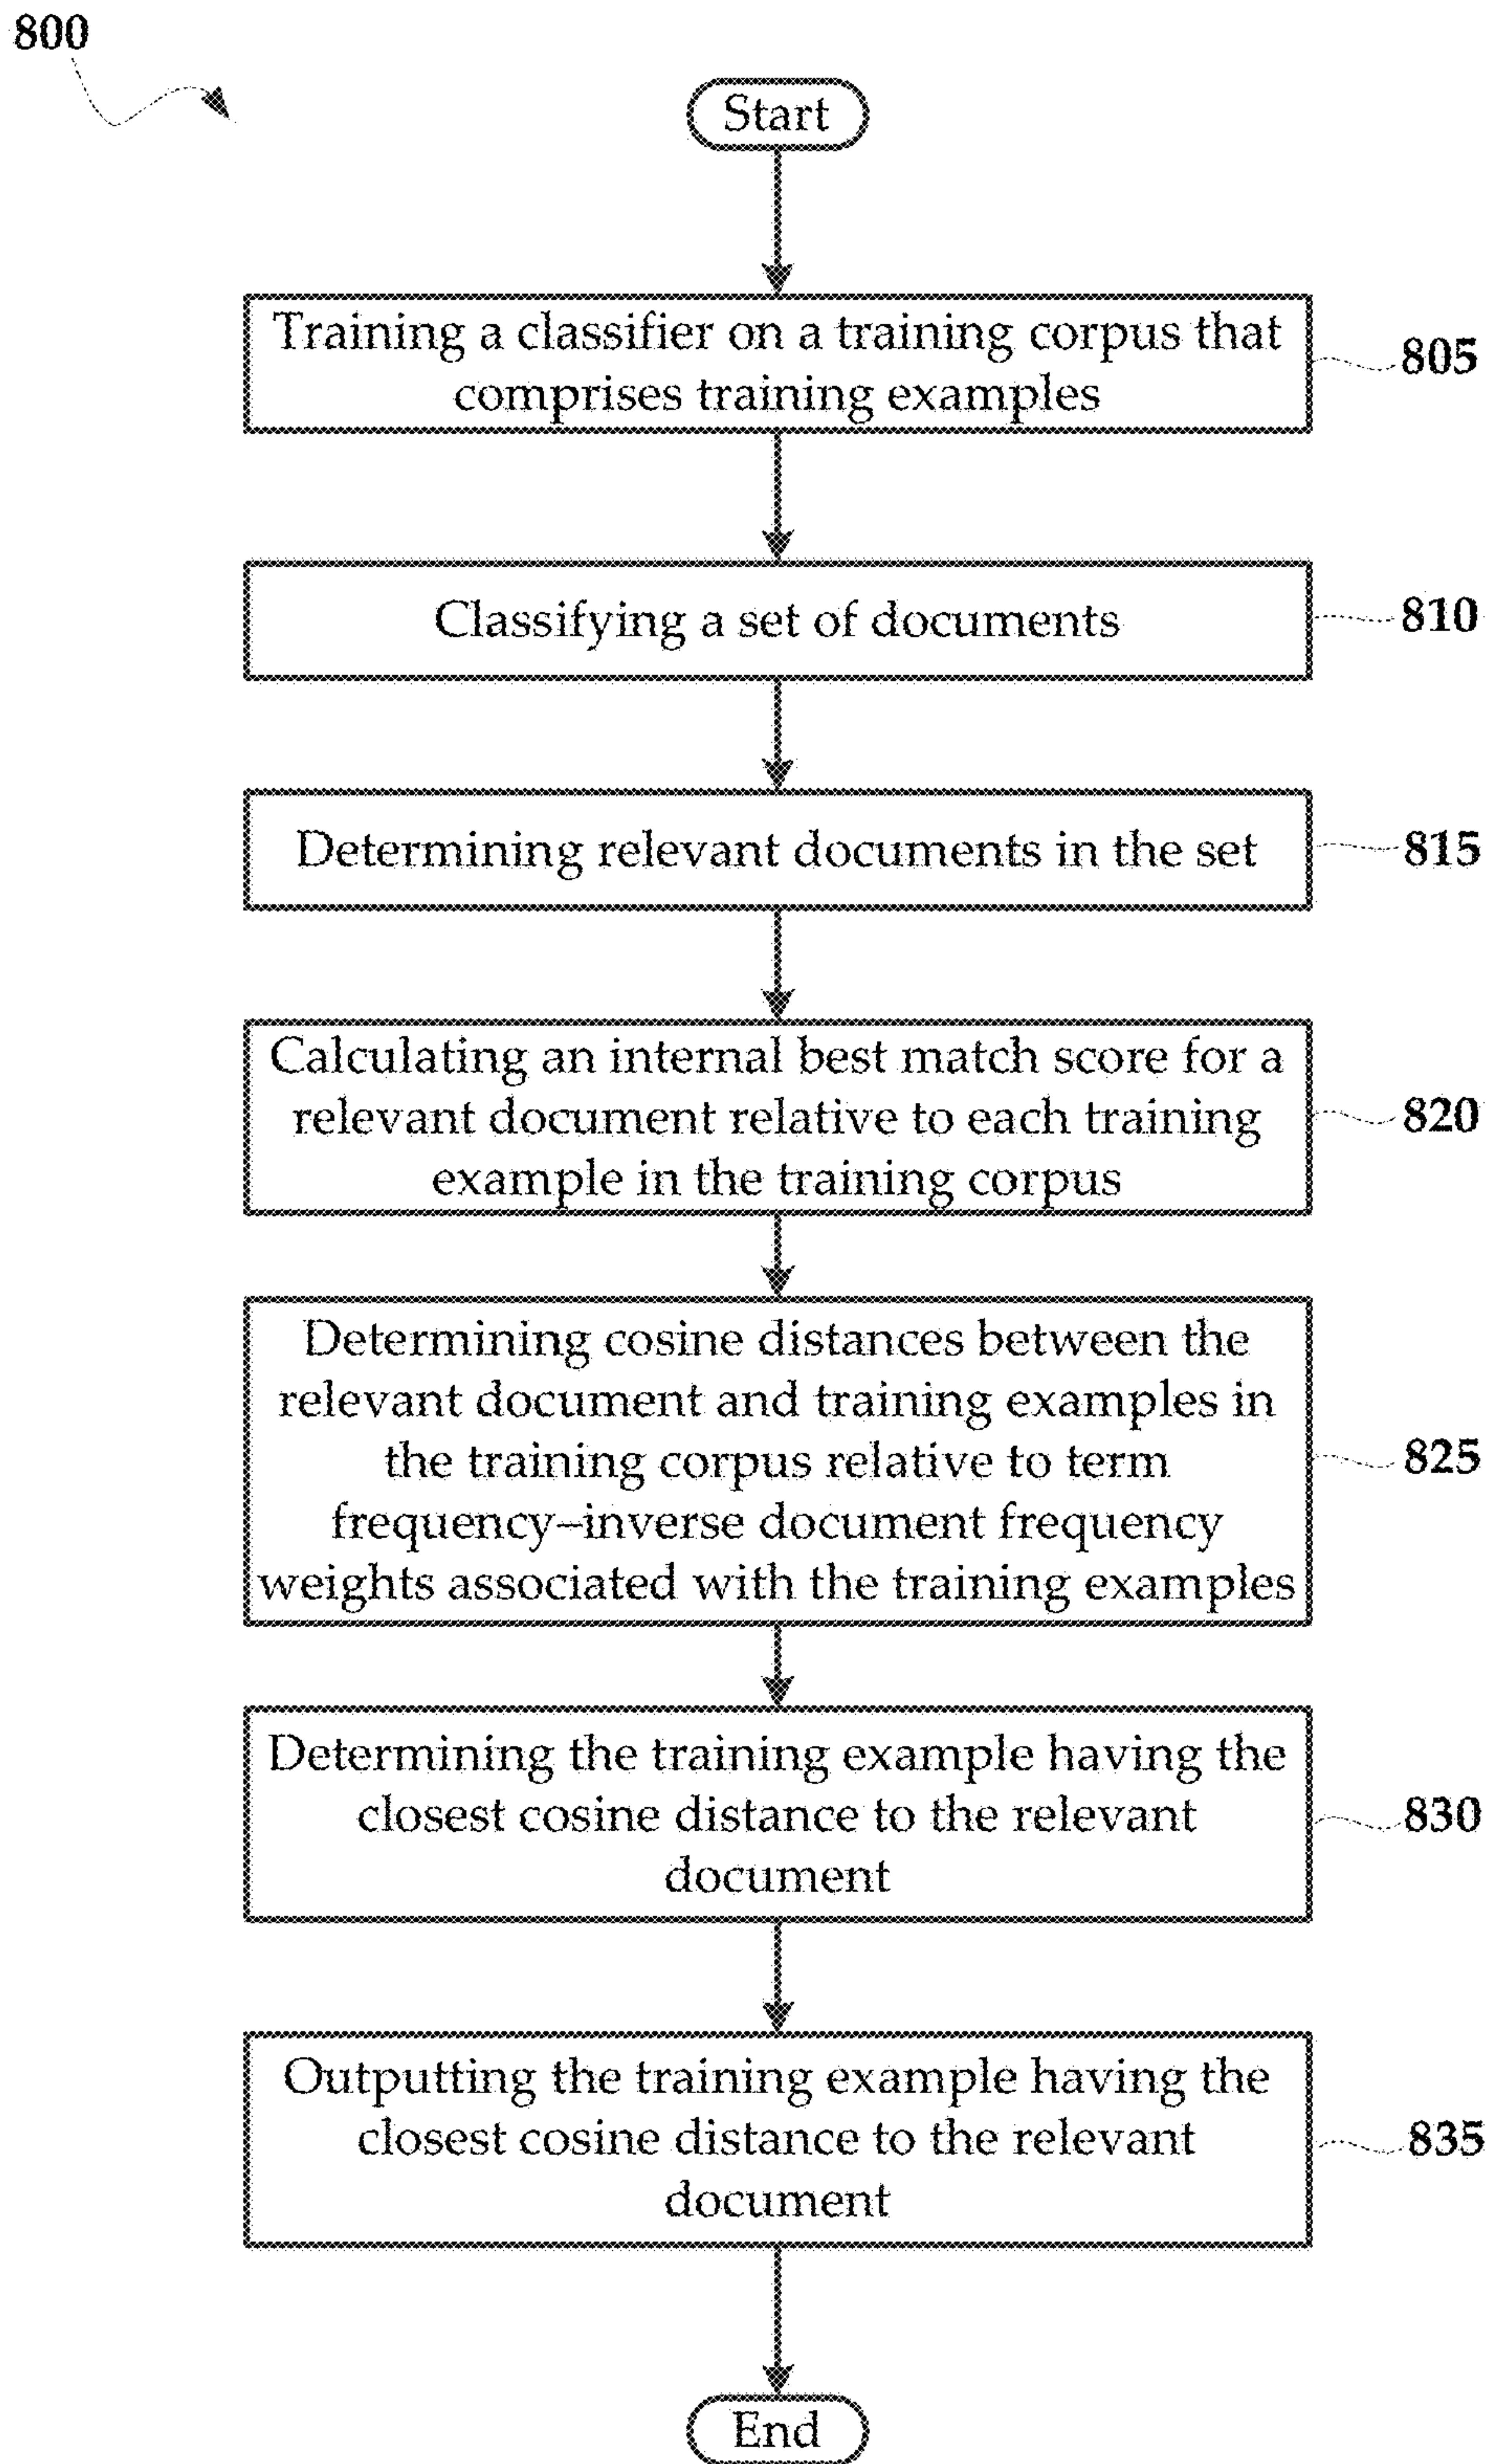 800
Start
Training a classifier on a training corpus that
comprises training examples
805
Classifying a set of documents
810
Determining relevant documents in the set
815
Calculating an internal best match score for a
relevant document relative to each training
example in the training corpus
820
Determining cosine distances between the
relevant document and training examples in
the training corpus relative to term
frequency–inverse document frequency
weights associated with the training examples
825
Determining the training example having the
closest cosine distance to the relevant
document
830
Outputting the training example having the
closest cosine distance to the relevant
document
835
End